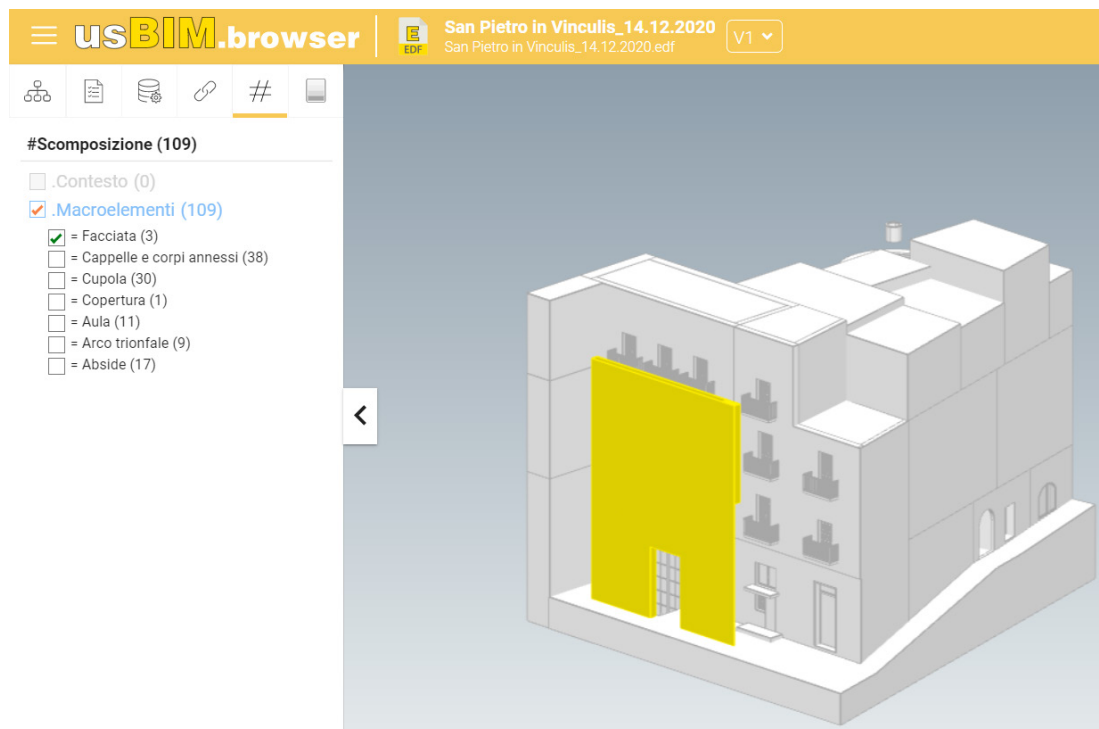 usBIM.browser
E
EDF
San Pietro in Vinculis_14.12.2020
San Pietro in Vinculis_14.12.2020.edf
V1
#
#Scomposizione (109)
.Contesto (0)
.Macroelementi (109)
= Facciata (3)
= Cappelle e corpi annessi (38)
= Cupola (30)
= Copertura (1)
= Aula (11)
= Arco trionfale (9)
= Abside (17)